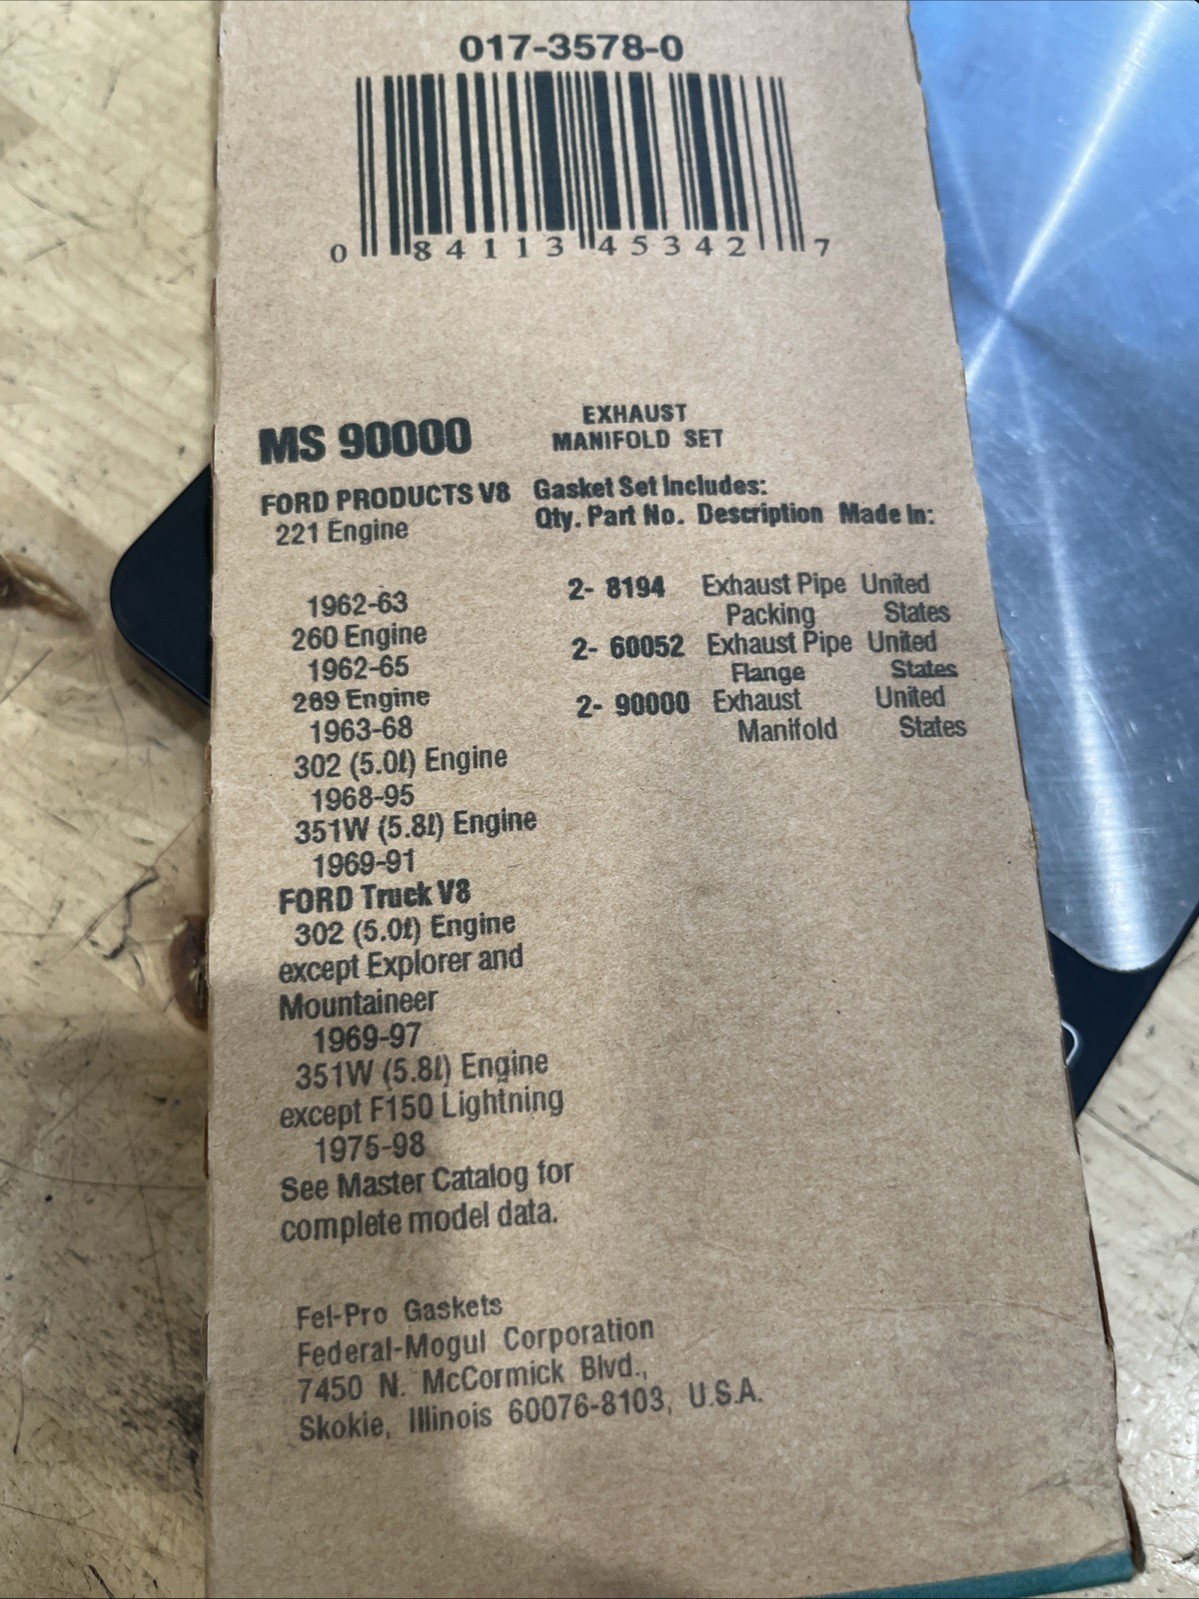 017-3578-0
0 84113 45342 7
MS 90000
EXHAUST
MANIFOLD SET
FORD PRODUCTS V8
221 Engine
1962-63
260 Engine
1962-65
289 Engine
1963-68
302 (5.0ℓ) Engine
1968-95
351W (5.8ℓ) Engine
1969-91
FORD Truck V8
302 (5.0ℓ) Engine
except Explorer and
Mountaineer
1969-97
351W (5.8ℓ) Engine
except F150 Lightning
1975-98
See Master Catalog for
complete model data.
Gasket Set Includes:
Qty. Part No. Description Made In:
2- 8194 Exhaust Pipe United
Packing States
2- 60052 Exhaust Pipe United
Flange States
2- 90000 Exhaust United
Manifold States
Fel-Pro Gaskets
Federal-Mogul Corporation
7450 N. McCormick Blvd.,
Skokie, Illinois 60076-8103, U.S.A.